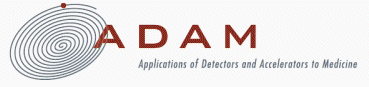 ADAM
Applications of Detectors and Accelerators to Medicine